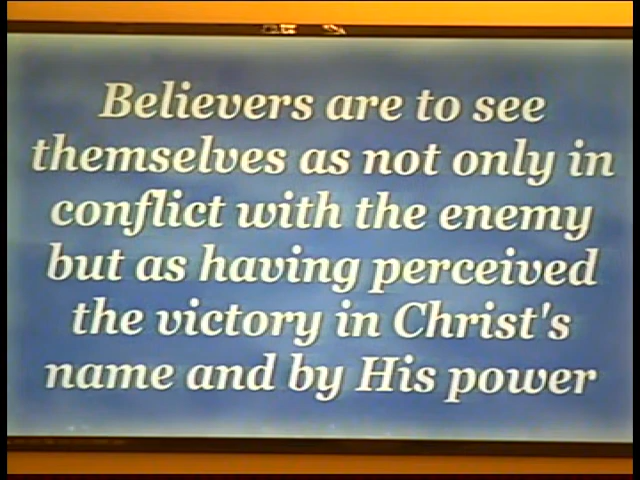 Believers are to see
themselves as not only in
conflict with the enemy
but as having perceived
the victory in Christ's
name and by His power